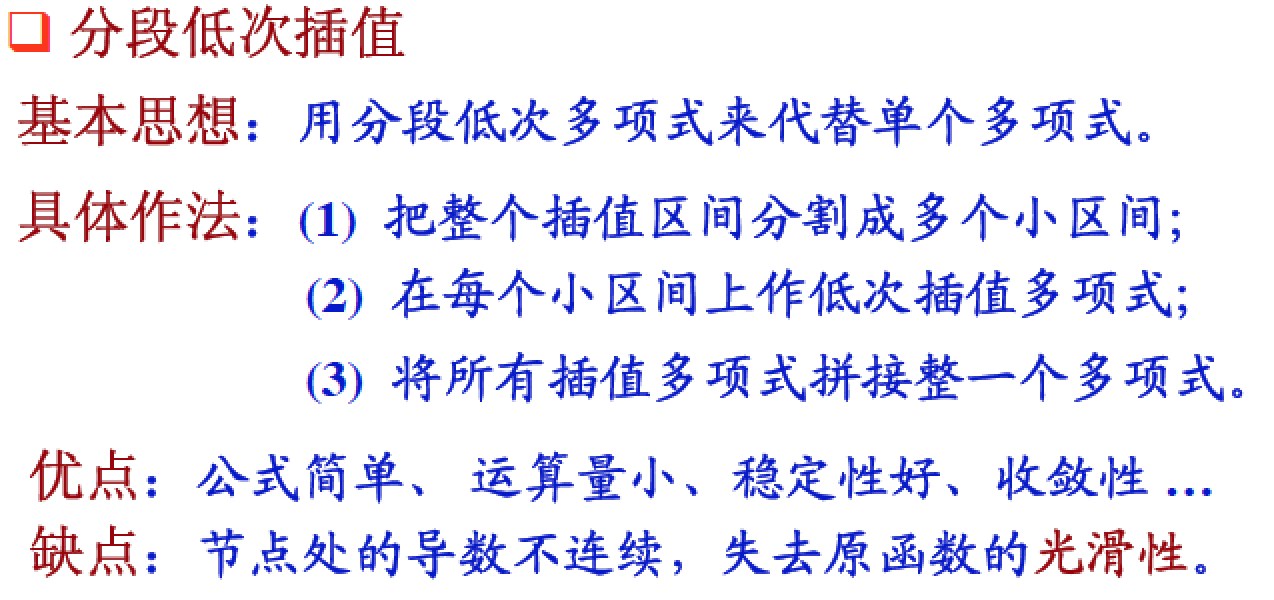 分段低次插值
基本思想：用分段低次多项式来代替单个多项式。
具体作法：(1) 把整个插值区间分割成多个小区间;
(2) 在每个小区间上作低次插值多项式;
(3) 将所有插值多项式拼接整一个多项式。
优点：公式简单、 运算量小、稳定性好、收敛性 …
缺点：节点处的导数不连续，失去原函数的光滑性。